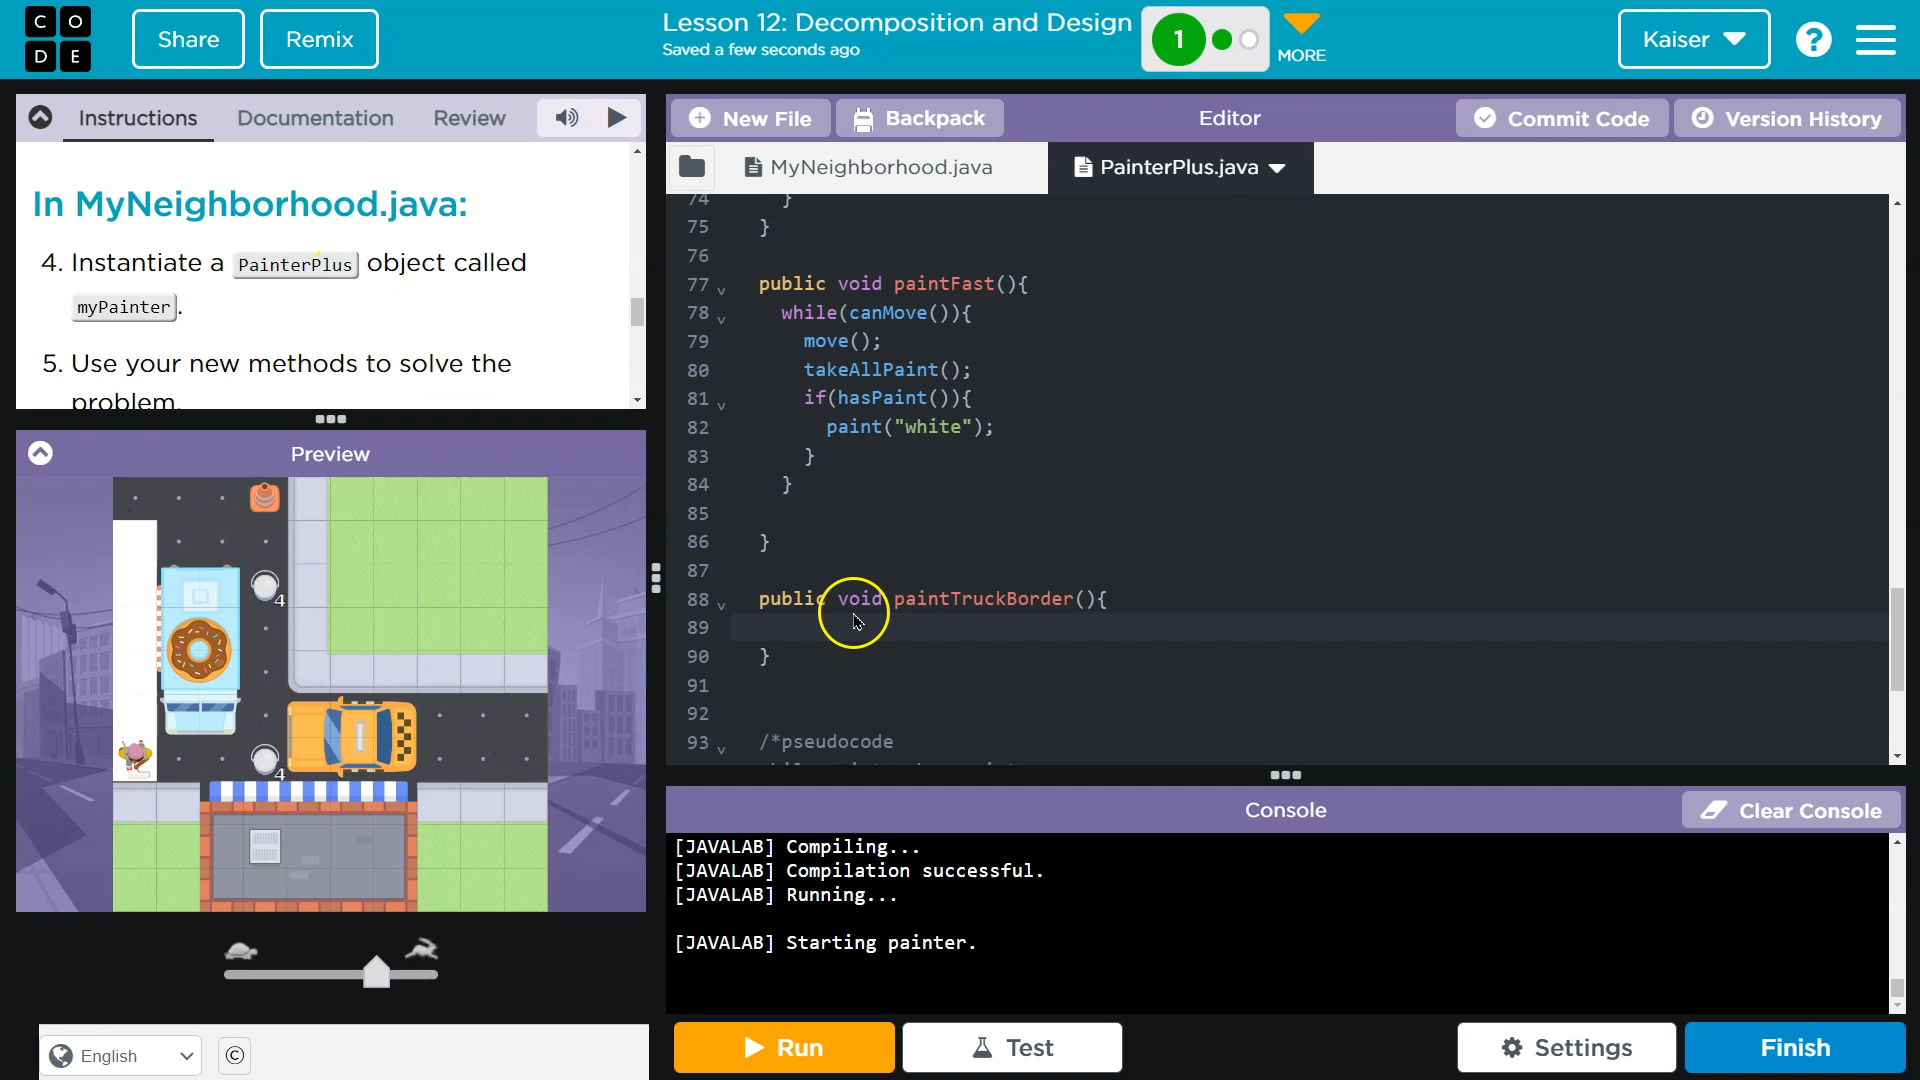 C O
D E
Share
Remix
Lesson 12: Decomposition and Design
Saved a few seconds ago
1
MORE
Kaiser
?
Instructions
Documentation
Review
In MyNeighborhood.java:
4. Instantiate a PainterPlus object called
myPainter.
5. Use your new methods to solve the
problem.
Preview
4
4
English
©
New File
Backpack
Editor
Commit Code
Version History
MyNeighborhood.java
PainterPlus.java
74 }
75 }
76
77 public void paintFast(){
78 while(canMove()){
79 move();
80 takeAllPaint();
81 if(hasPaint()){
82 paint("white");
83 }
84 }
85
86 }
87
88 public void paintTruckBorder(){
89
90 }
91
92
93 /*pseudocode
Console
Clear Console
[JAVALAB] Compiling...
[JAVALAB] Compilation successful.
[JAVALAB] Running...
[JAVALAB] Starting painter.
Run
Test
Settings
Finish